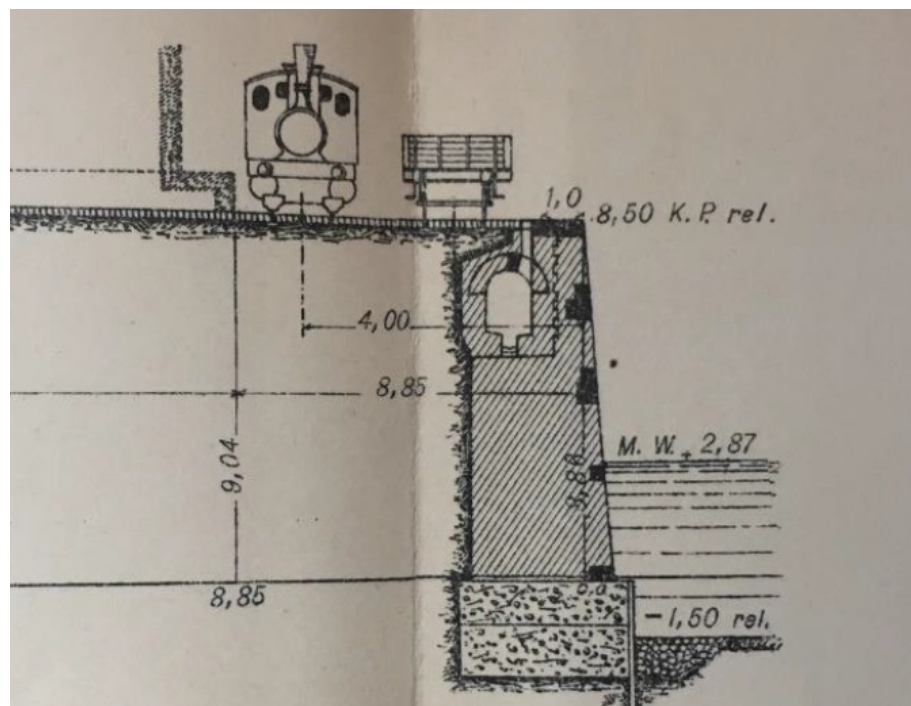 1,0
8,50 K.P. rel.
4,00
8,85
M. W. + 2,87
9,04
8,85
-1,50 rel.